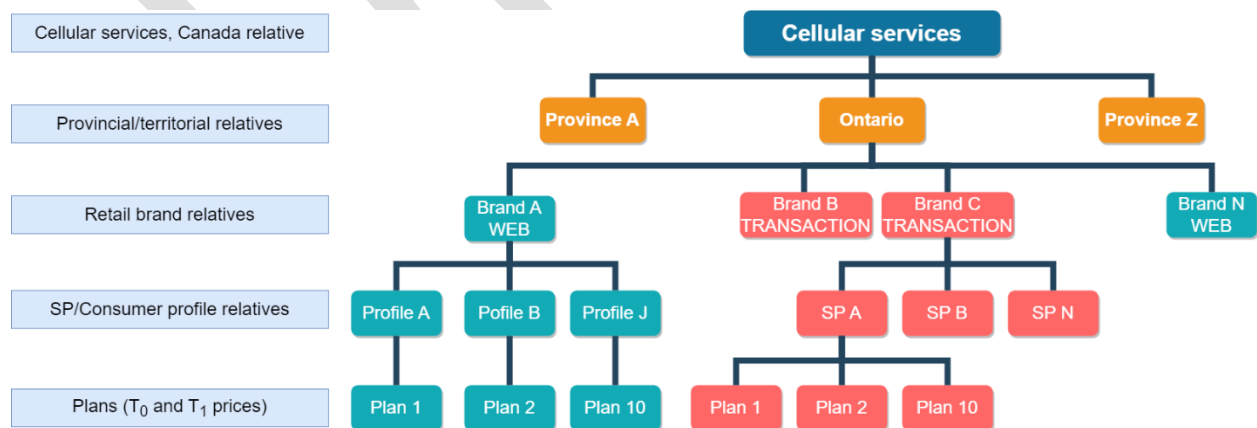 Cellular services, Canada relative
Cellular services
Provincial/territorial relatives
Province A
Ontario
Province Z
Retail brand relatives
Brand A
WEB
Brand B
TRANSACTION
Brand C
TRANSACTION
Brand N
WEB
SP/Consumer profile relatives
Profile A
Pofile B
Profile J
SP A
SP B
SP N
Plans (T₀ and T₁ prices)
Plan 1
Plan 2
Plan 10
Plan 1
Plan 2
Plan 10